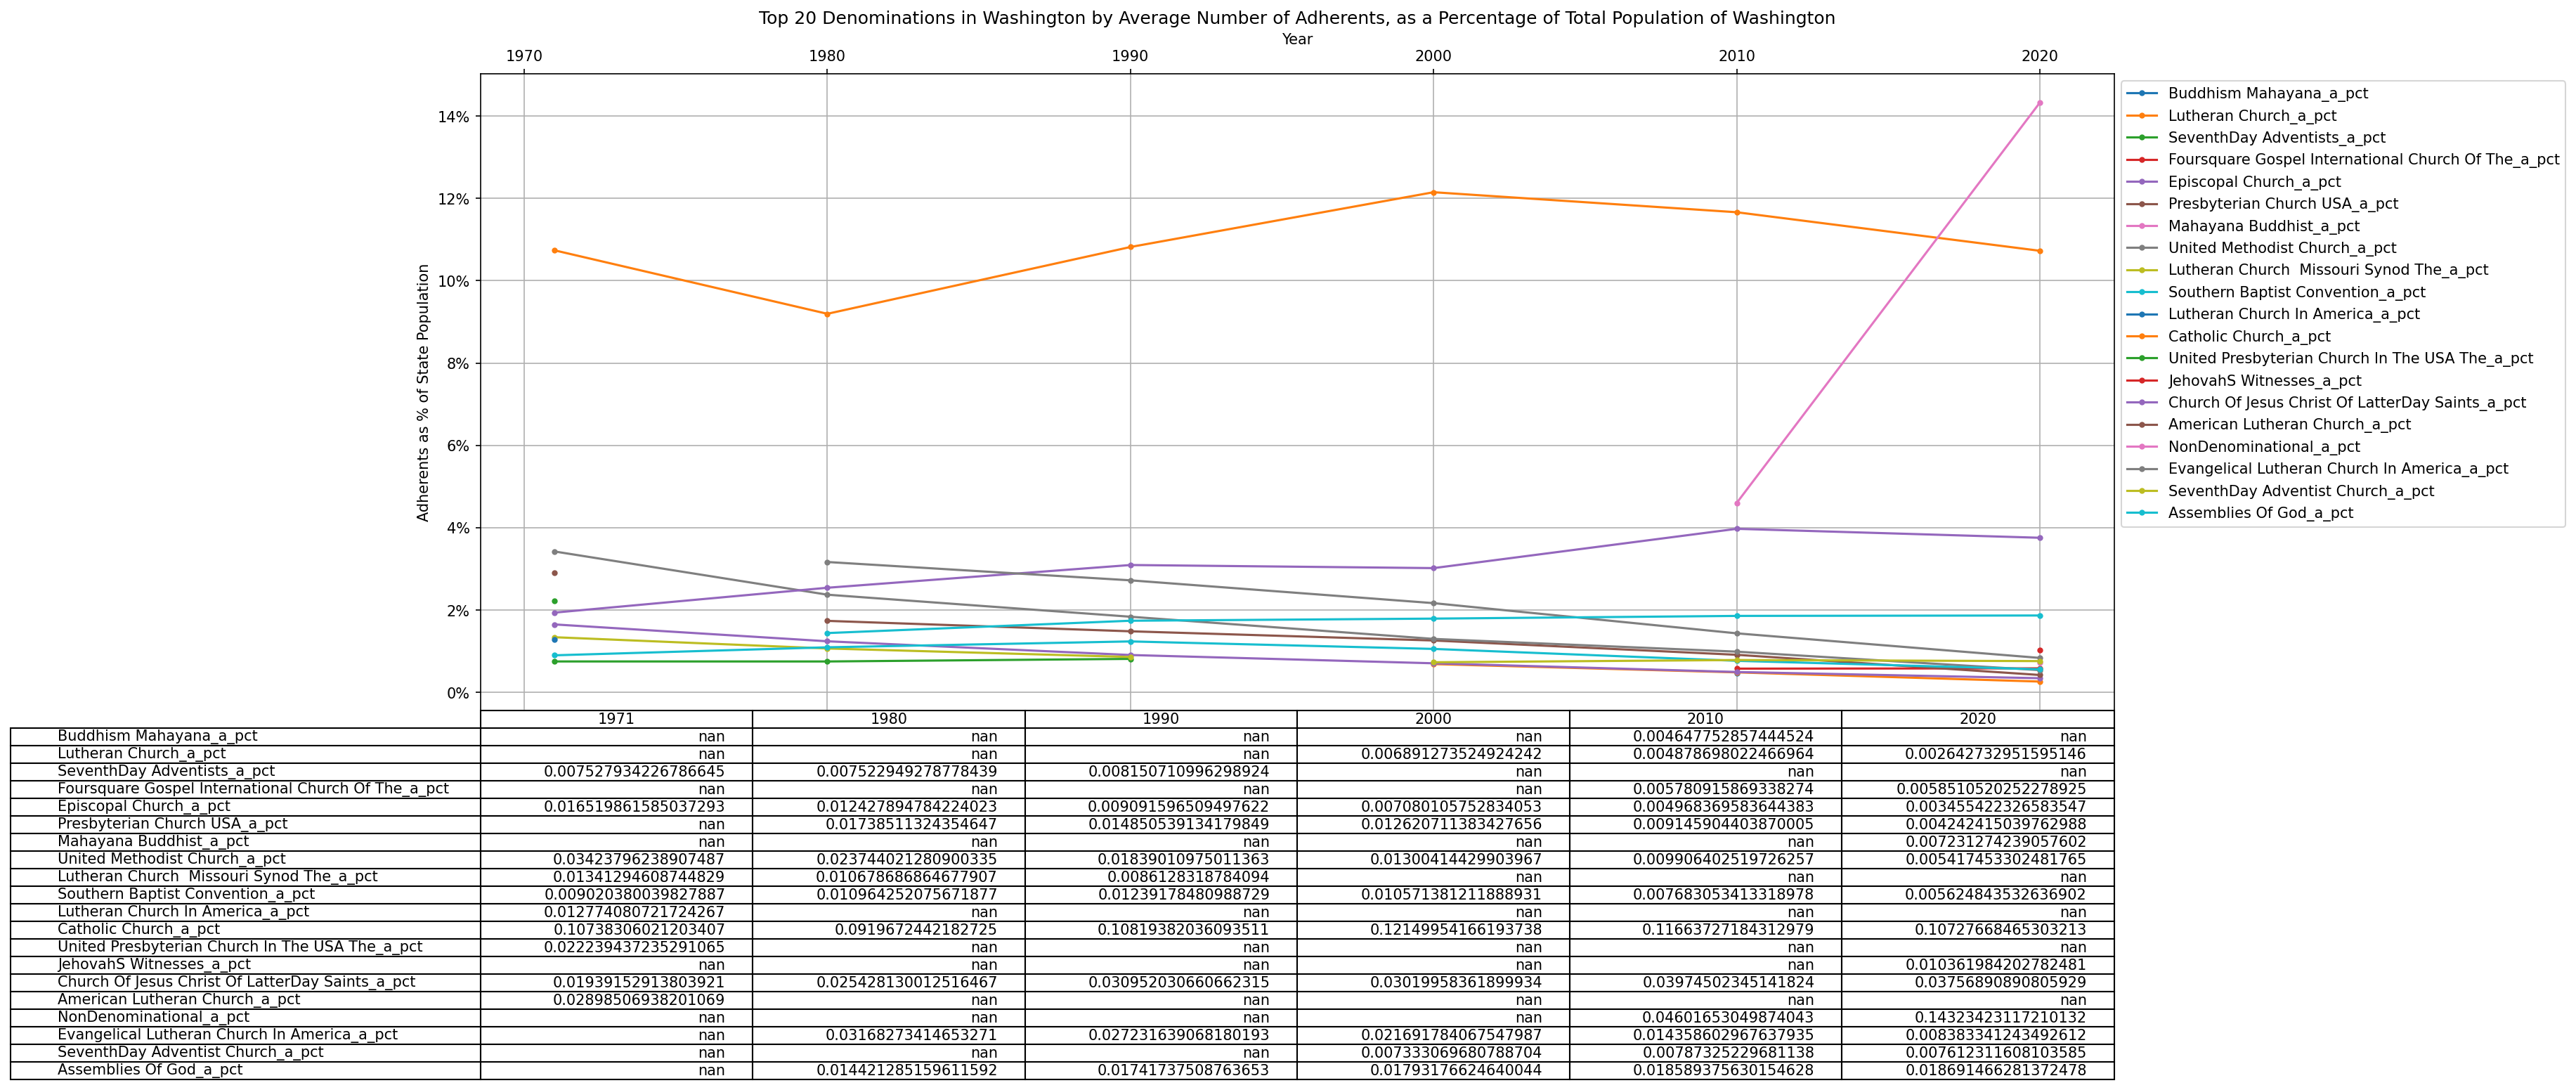 Top 20 Denominations in Washington by Average Number of Adherents, as a Percentage of Total Population of Washington
Year
1970 1980 1990 2000 2010 2020
14%
12%
10%
8%
6%
4%
2%
0%
Adherents as % of State Population
Buddhism Mahayana_a_pct
Lutheran Church_a_pct
SeventhDay Adventists_a_pct
Foursquare Gospel International Church Of The_a_pct
Episcopal Church_a_pct
Presbyterian Church USA_a_pct
Mahayana Buddhist_a_pct
United Methodist Church_a_pct
Lutheran Church  Missouri Synod The_a_pct
Southern Baptist Convention_a_pct
Lutheran Church In America_a_pct
Catholic Church_a_pct
United Presbyterian Church In The USA The_a_pct
JehovahS Witnesses_a_pct
Church Of Jesus Christ Of LatterDay Saints_a_pct
American Lutheran Church_a_pct
NonDenominational_a_pct
Evangelical Lutheran Church In America_a_pct
SeventhDay Adventist Church_a_pct
Assemblies Of God_a_pct
1971 1980 1990 2000 2010 2020
Buddhism Mahayana_a_pct nan nan nan nan 0.004647752857444524 nan
Lutheran Church_a_pct nan nan nan 0.006891273524924242 0.004878698022466964 0.002642732951595146
SeventhDay Adventists_a_pct 0.007527934226786645 0.007522949278778439 0.008150710996298924 nan nan nan
Foursquare Gospel International Church Of The_a_pct nan nan nan nan 0.005780915869338274 0.0058510520252278925
Episcopal Church_a_pct 0.016519861585037293 0.012427894784224023 0.009091596509497622 0.007080105752834053 0.004968369583644383 0.003455422326583547
Presbyterian Church USA_a_pct nan 0.01738511324354647 0.014850539134179849 0.012620711383427656 0.009145904403870005 0.004242415039762988
Mahayana Buddhist_a_pct nan nan nan nan nan 0.007231274239057602
United Methodist Church_a_pct 0.03423796238907487 0.023744021280900335 0.01839010975011363 0.01300414429903967 0.009906402519726257 0.005417453302481765
Lutheran Church  Missouri Synod The_a_pct 0.01341294608744829 0.010678686864677907 0.0086128318784094 nan nan nan
Southern Baptist Convention_a_pct 0.009020380039827887 0.010964252075671877 0.01239178480988729 0.010571381211888931 0.007683053413318978 0.005624843532636902
Lutheran Church In America_a_pct 0.012774080721724267 nan nan nan nan nan
Catholic Church_a_pct 0.10738306021203407 0.0919672442182725 0.10819382036093511 0.12149954166193738 0.11663727184312979 0.10727668465303213
United Presbyterian Church In The USA The_a_pct 0.022239437235291065 nan nan nan nan nan
JehovahS Witnesses_a_pct nan nan nan nan nan 0.010361984202782481
Church Of Jesus Christ Of LatterDay Saints_a_pct 0.01939152913803921 0.025428130012516467 0.030952030660662315 0.03019958361899934 0.03974502345141824 0.03756890890805929
American Lutheran Church_a_pct 0.02898506938201069 nan nan nan nan nan
NonDenominational_a_pct nan nan nan nan 0.04601653049874043 0.14323423117210132
Evangelical Lutheran Church In America_a_pct nan 0.03168273414653271 0.027231639068180193 0.021691784067547987 0.014358602967637935 0.008383341243492612
SeventhDay Adventist Church_a_pct nan nan nan 0.007333069680788704 0.00787325229681138 0.007612311608103585
Assemblies Of God_a_pct nan 0.014421285159611592 0.01741737508763653 0.01793176624640044 0.018589375630154628 0.018691466281372478